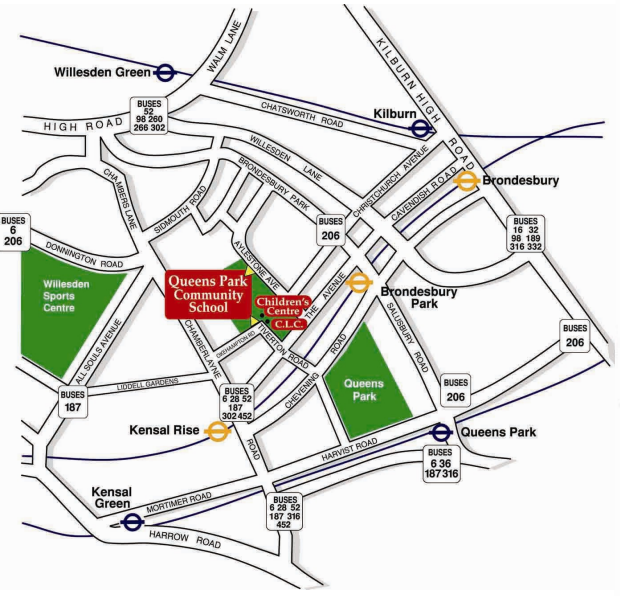 WALM LANE
KILBURN HIGH ROAD
Willesden Green
BUSES
52
98 260
266 302
CHATSWORTH ROAD
Kilburn
HIGH ROAD
WILLESDEN LANE
CHRISTCHURCH AVENUE
CAVENDISH ROAD
Brondesbury
CHAMBERS LANE
SIDMOUTH ROAD
BRONDESBURY PARK
BUSES
6
206
BUSES
206
BUSES
16 32
98 189
316 332
DONNINGTON ROAD
AYLESTONE AVE
Willesden
Sports
Centre
Queens Park
Community
School
Children's
Centre
C.L.C.
THE AVENUE
Brondesbury
Park
SALUSBURY ROAD
ALL SOULS AVENUE
CHAMBERLAYNE ROAD
OKEHAMPTON RD
TIVERTON ROAD
CHEVENING ROAD
BUSES
206
LIDDELL GARDENS
BUSES
187
BUSES
6 28 52
187
302 452
Queens
Park
BUSES
206
Kensal Rise
HARVIST ROAD
Queens Park
BUSES
6 36
187 316
Kensal
Green
MORTIMER ROAD
BUSES
6 28 52
187 316
452
HARROW ROAD